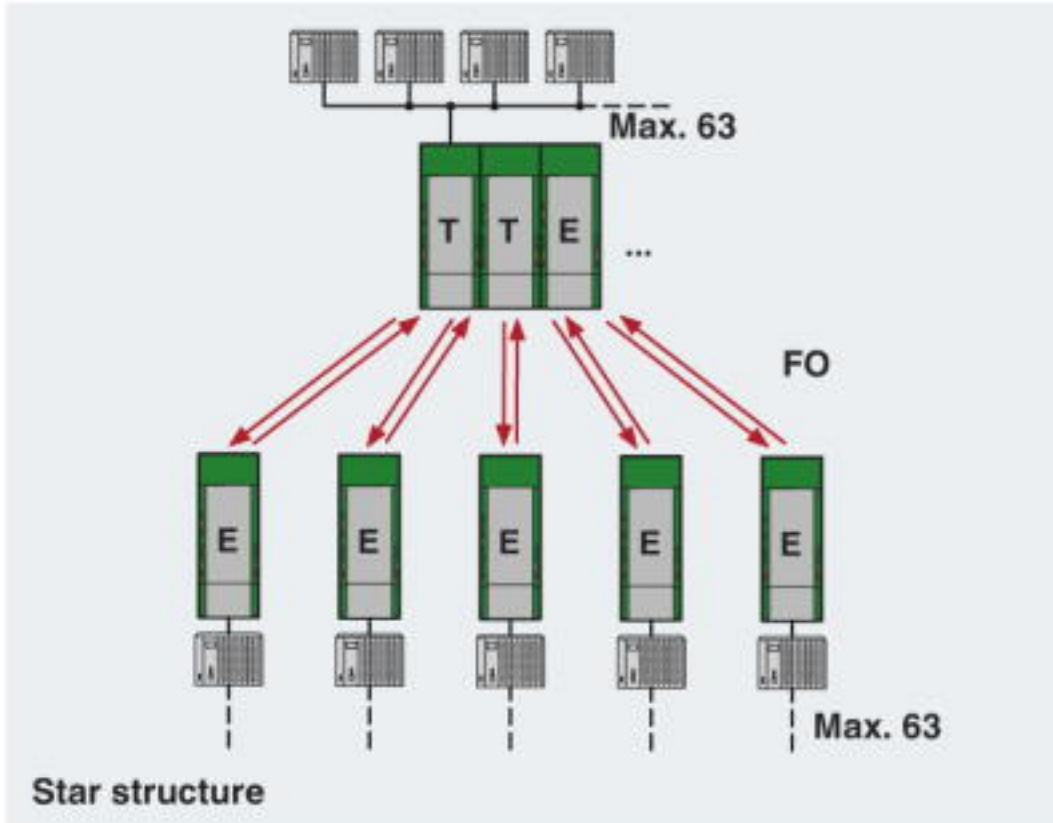 Max. 63
T T E ...
FO
E E E E E
Max. 63
Star structure